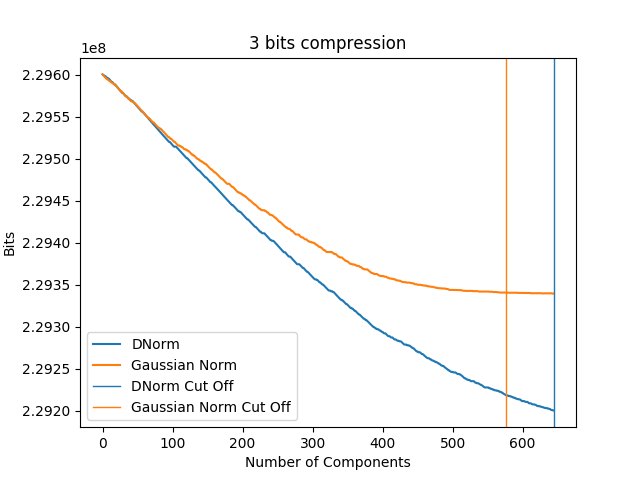 3 bits compression
1e8
2.2960
2.2955
2.2950
2.2945
2.2940
2.2935
2.2930
2.2925
2.2920
Bits
DNorm
Gaussian Norm
DNorm Cut Off
Gaussian Norm Cut Off
0 100 200 300 400 500 600
Number of Components